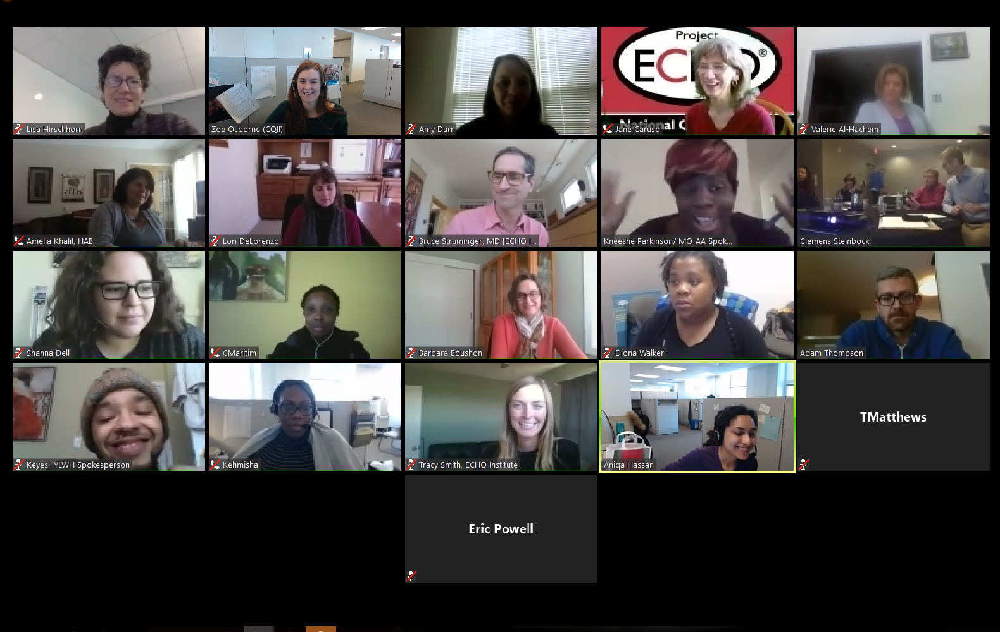 Project
ECHO®
National Q
Lisa Hirschhorn
Zoe Osborne (CQII)
Amy Durr
Jane Caruso
Valerie Al-Hachem
Amelia Khalil, HAB
Lori DeLorenzo
Bruce Struminger, MD [ECHO I...
Kneeshe Parkinson/ MO-AA Spok...
Clemens Steinbock
Shanna Dell
CMaritim
Barbara Boushon
Diona Walker
Adam Thompson
Keyes- YLWH Spokesperson
Kehmisha
Tracy Smith, ECHO Institute
Aniqa Hassan
TMatthews
Eric Powell